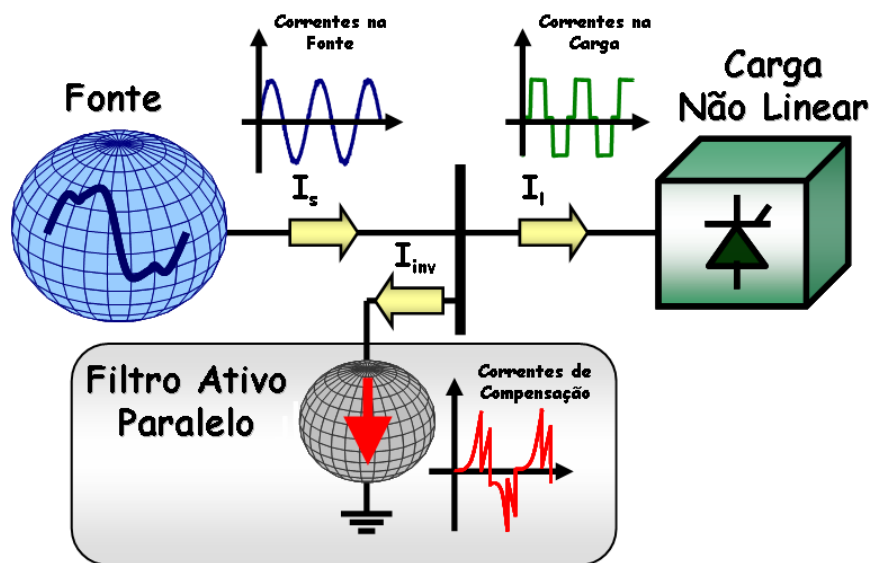 Correntes na
Fonte
Correntes na
Carga
Fonte
Carga
Não Linear
Is
Il
Iinv
Filtro Ativo
Paralelo
Correntes de
Compensação